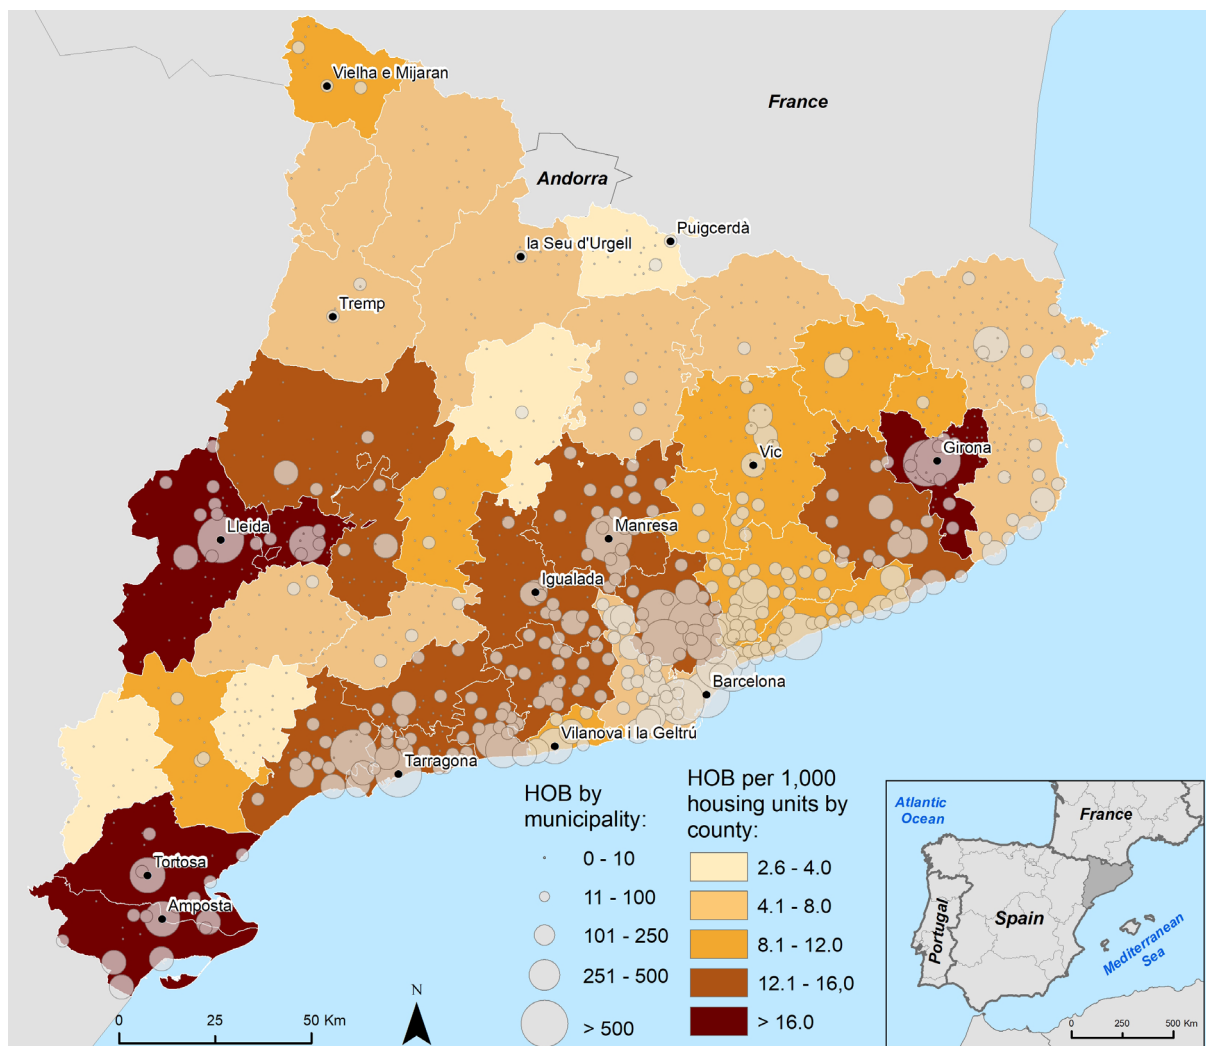 Vielha e Mijaran
France
Andorra
Puigcerdà
la Seu d'Urgell
Tremp
Girona
Vic
Lleida
Manresa
Igualada
Barcelona
Vilanova i la Geltrú
Tarragona
Tortosa
Amposta
HOB by
municipality:
0 - 10
11 - 100
101 - 250
251 - 500
> 500
HOB per 1,000
housing units by
county:
2.6 - 4.0
4.1 - 8.0
8.1 - 12.0
12.1 - 16,0
> 16.0
N
0 25 50 Km
Atlantic
Ocean
France
Portugal
Spain
Mediterranean
Sea
0 250 500 Km